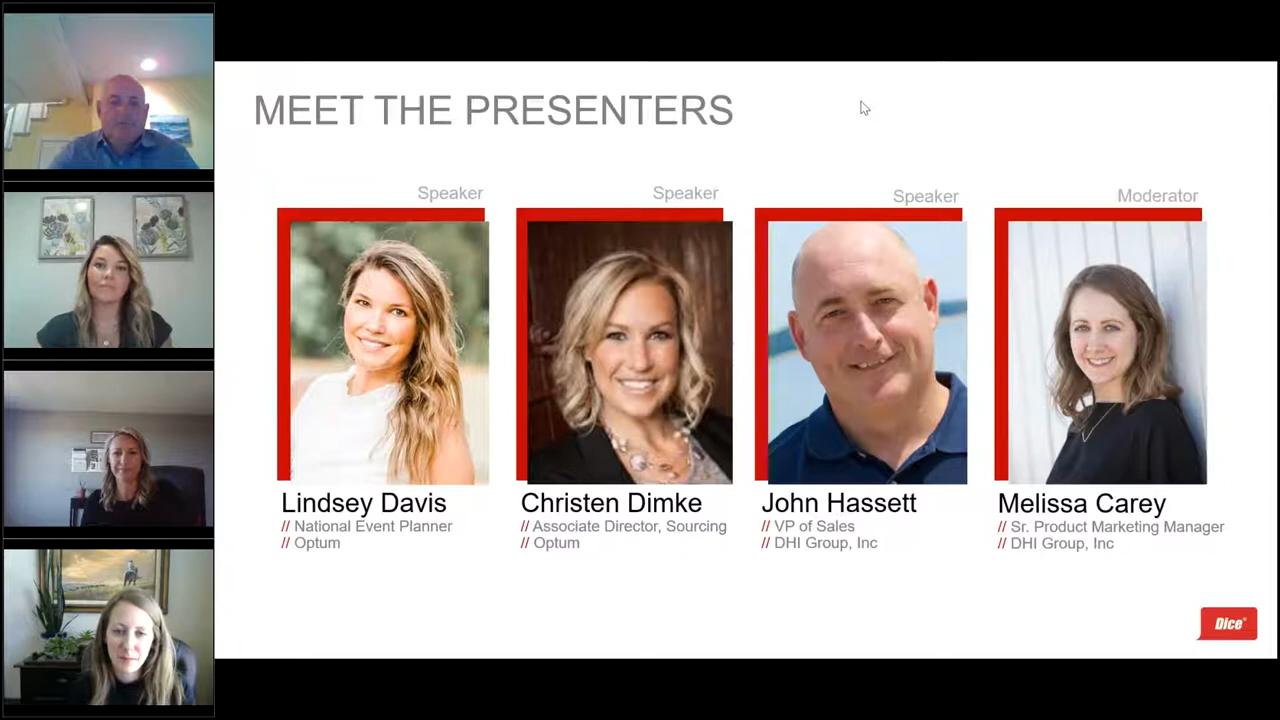 MEET THE PRESENTERS
Speaker
Speaker
Speaker
Moderator
Lindsey Davis
// National Event Planner
// Optum
Christen Dimke
// Associate Director, Sourcing
// Optum
John Hassett
// VP of Sales
// DHI Group, Inc
Melissa Carey
// Sr. Product Marketing Manager
// DHI Group, Inc
Dice®